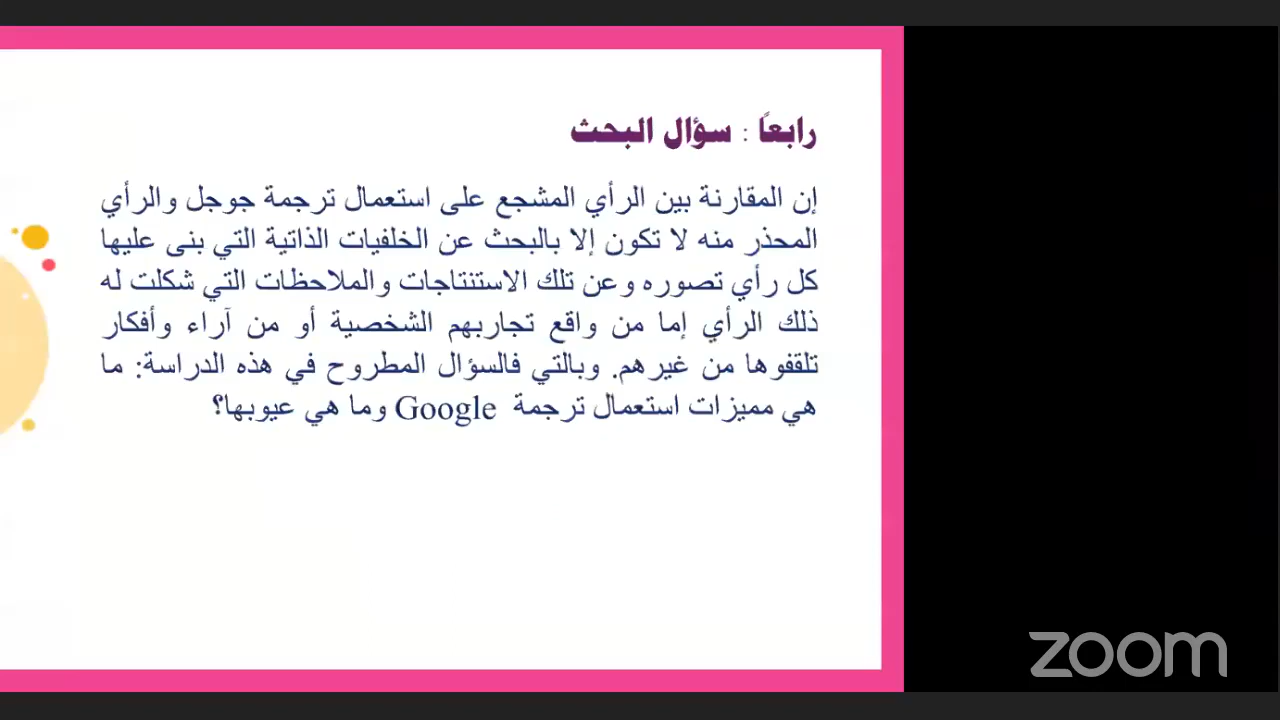 رابعاً : سؤال البحث
إن المقارنة بين الرأي المشجع على استعمال ترجمة جوجل والرأي
المحذر منه لا تكون إلا بالبحث عن الخلفيات الذاتية التي بنى عليها
كل رأي تصوره وعن تلك الاستنتاجات والملاحظات التي شكلت له
ذلك الرأي إما من واقع تجاربهم الشخصية أو من آراء وأفكار
تلقفوها من غيرهم. وبالتي فالسؤال المطروح في هذه الدراسة: ما
هي مميزات استعمال ترجمة Google وما هي عيوبها؟
zoom